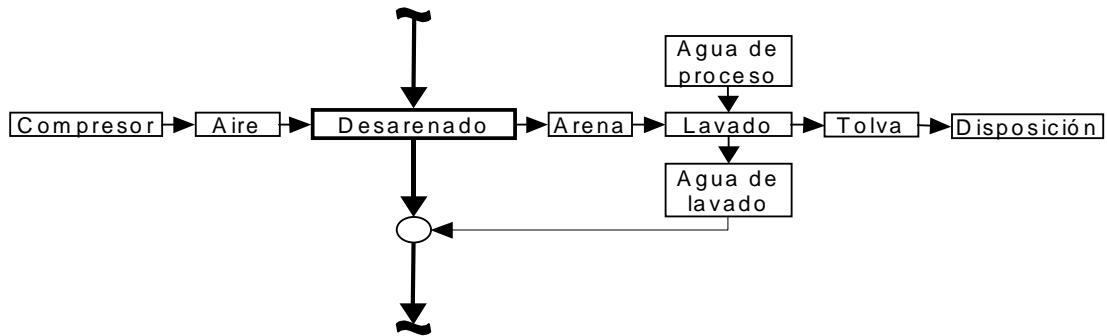 Agua de
proceso
Compresor
Aire
Desarenado
Arena
Lavado
Tolva
Disposición
Agua de
lavado